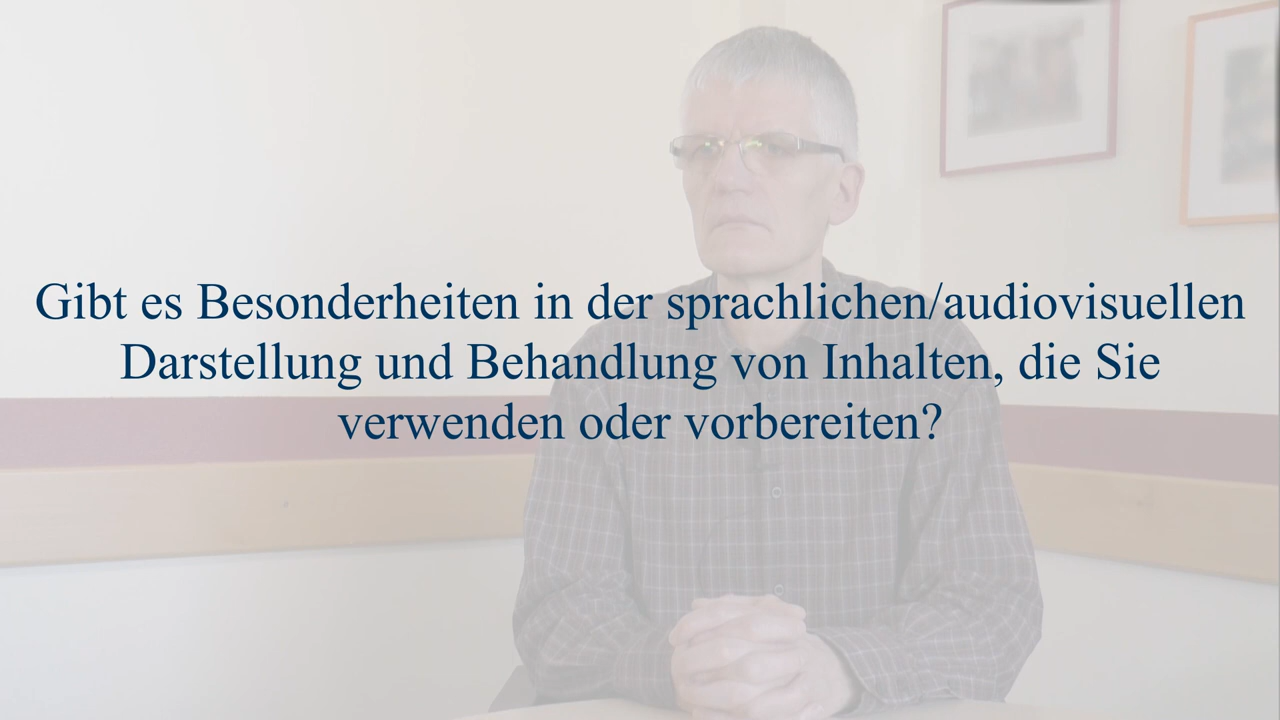 Gibt es Besonderheiten in der sprachlichen/audiovisuellen
Darstellung und Behandlung von Inhalten, die Sie
verwenden oder vorbereiten?